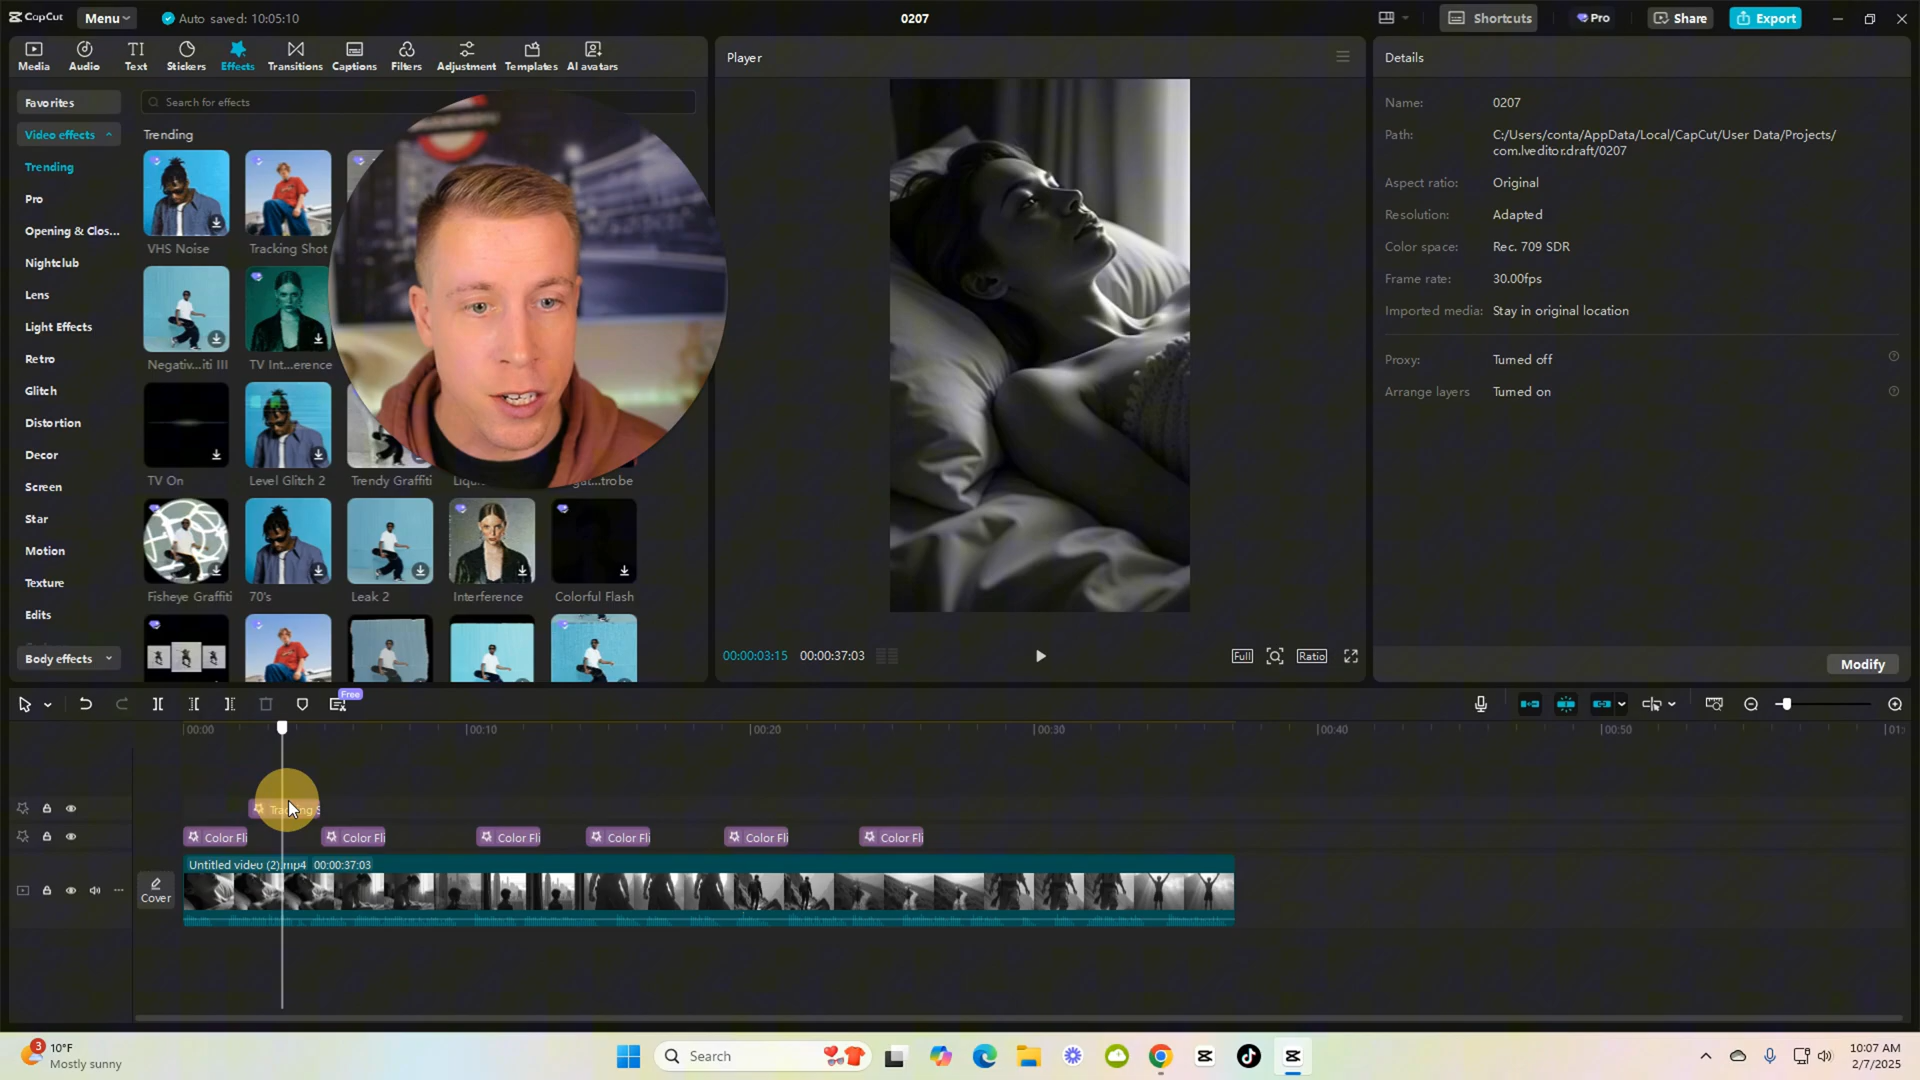 CapCut
Menu
Auto saved: 10:05:10
0207
Shortcuts
Pro
Share
Export
Media
Audio
Text
Stickers
Effects
Transitions
Captions
Filters
Adjustment
Templates
AI avatars
Player
Details
Favorites
Search for effects
Video effects
Trending
Trending
Pro
Opening & Clos...
Nightclub
Lens
Light Effects
Retro
Glitch
Distortion
Decor
Screen
Star
Motion
Texture
Edits
Body effects
VHS Noise
Tracking Shot
Negativ...iti III
TV Int...erence
TV On
Level Glitch 2
Trendy Graffiti
Fisheye Graffiti
70's
Leak 2
Interference
Colorful Flash
Name:
0207
Path:
C:/Users/conta/AppData/Local/CapCut/User Data/Projects/
com.lveditor.draft/0207
Aspect ratio:
Original
Resolution:
Adapted
Color space:
Rec. 709 SDR
Frame rate:
30.00fps
Imported media:
Stay in original location
Proxy:
Turned off
Arrange layers
Turned on
Modify
00:00:03:15
00:00:37:03
Full
Ratio
Free
00:00
00:10
00:20
00:30
00:40
00:50
Color Fli
Color Fli
Color Fli
Color Fli
Color Fli
Color Fli
Untitled video (2).mp4 00:00:37:03
Cover
3
10°F
Mostly sunny
Search
10:07 AM
2/7/2025